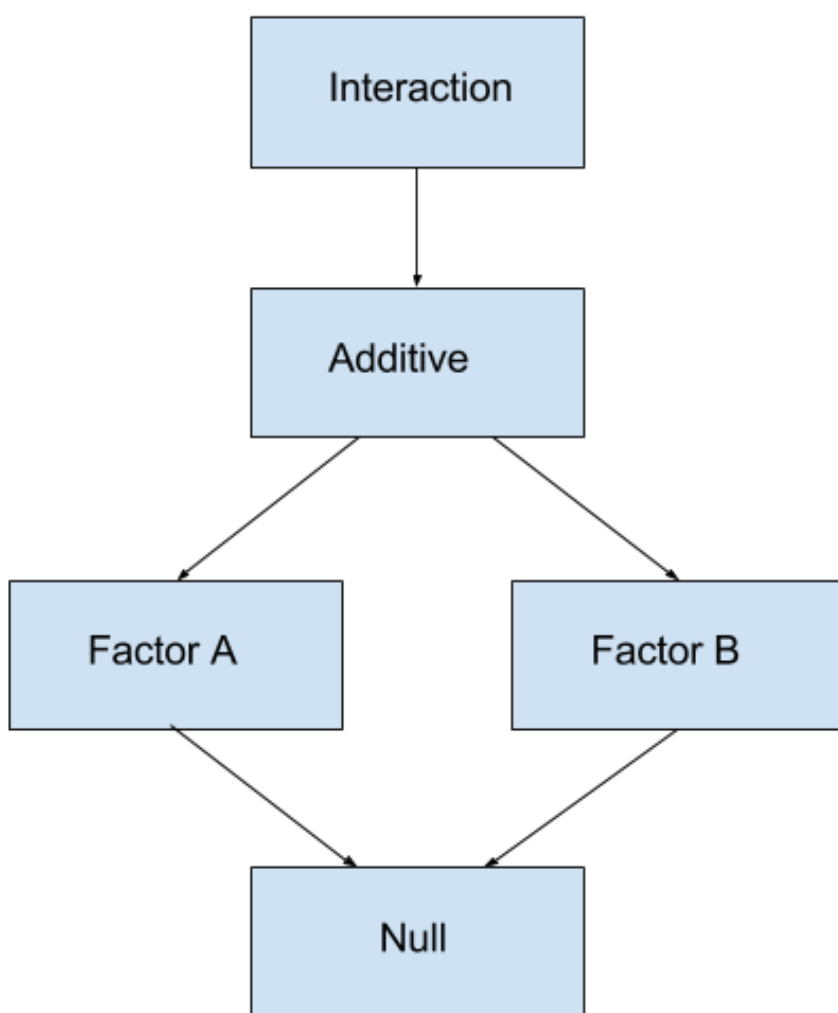 Interaction
Additive
Factor A
Factor B
Null